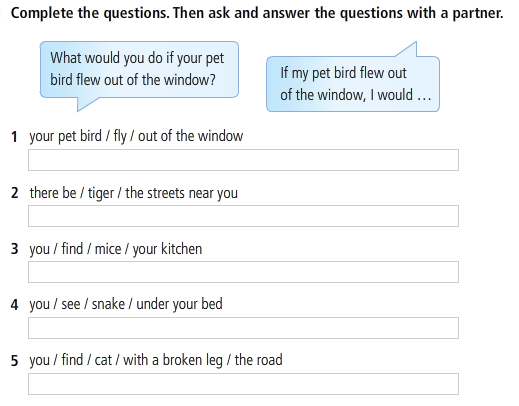 Complete the questions. Then ask and answer the questions with a partner.
What would you do if your pet
bird flew out of the window?
If my pet bird flew out
of the window, I would ...
1 your pet bird / fly / out of the window
2 there be / tiger / the streets near you
3 you / find / mice / your kitchen
4 you / see / snake / under your bed
5 you / find / cat / with a broken leg / the road